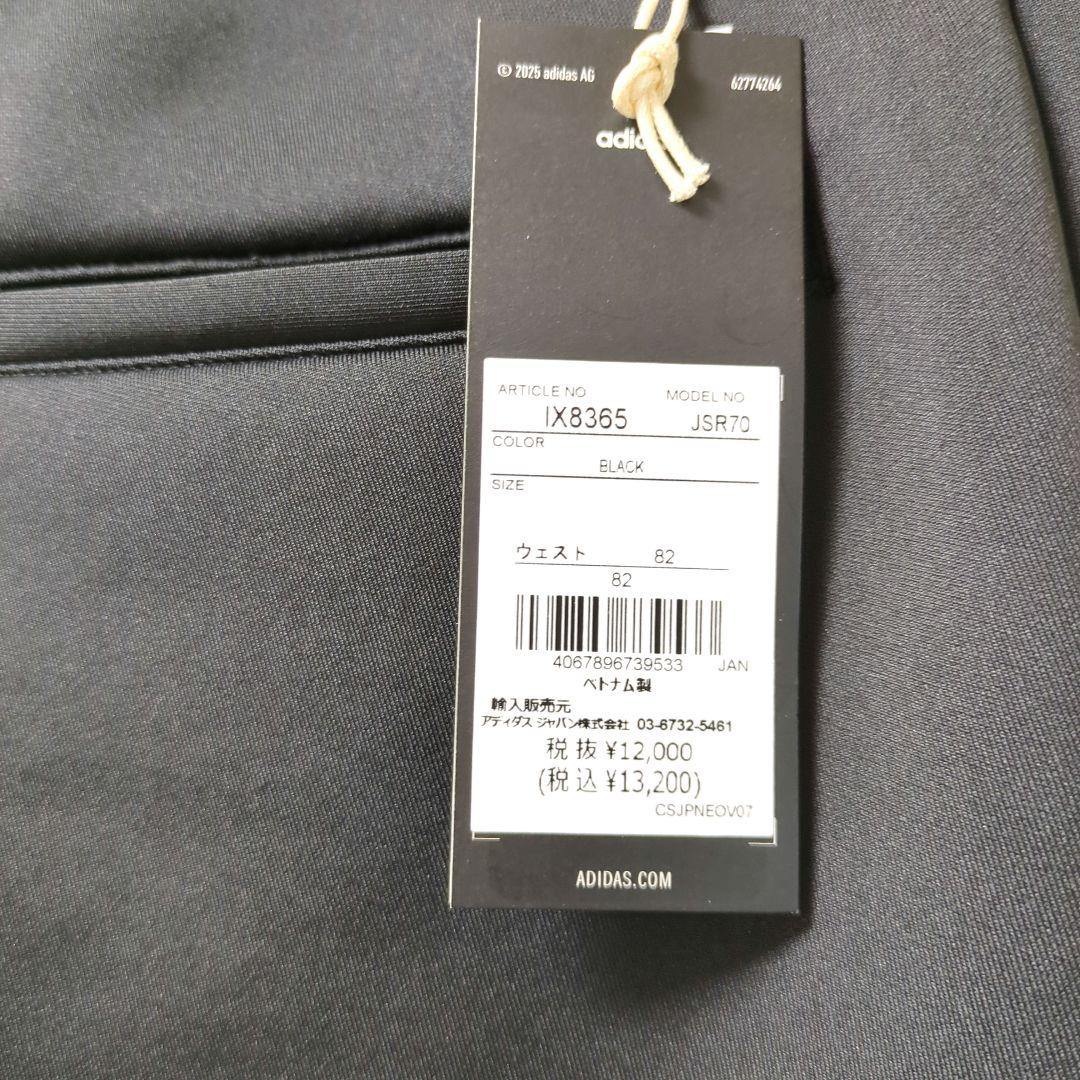 © 2025 adidas AG
62774264
ARTICLE NO
MODEL NO
IX8365
JSR70
COLOR
BLACK
SIZE
ウェスト 82
82
4067896739533 JAN
ベトナム製
輸入販売元
アディダス ジャパン株式会社 03-6732-5461
税抜 ¥12,000
(税込 ¥13,200)
CSJPNEOV07
ADIDAS.COM